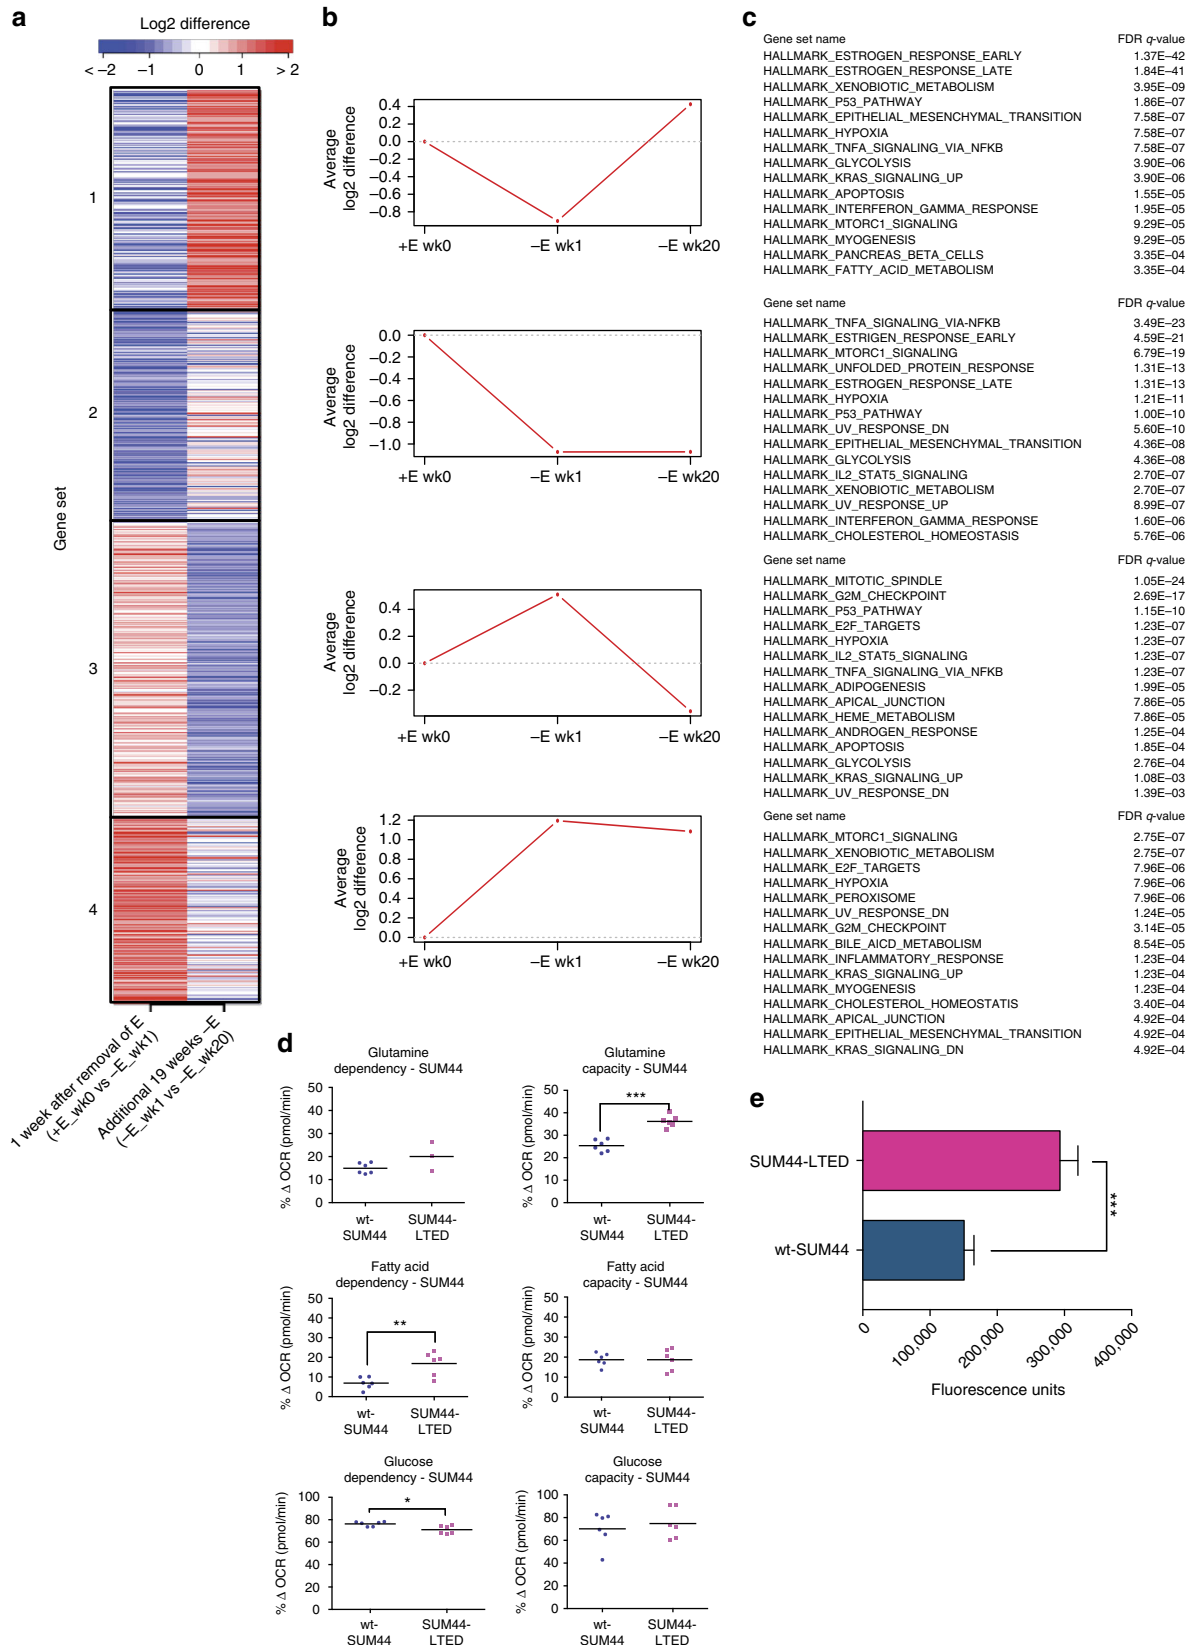 a
Log2 difference
< –2 –1 0 1 > 2
Gene set
1
2
3
4
1 week after removal of E
(+E_wk0 vs –E_wk1)
Additional 19 weeks –E
(–E_wk1 vs –E_wk20)
b
Average
log2 difference
0.4
0.2
0.0
–0.2
–0.4
–0.6
–0.8
+E wk0 –E wk1 –E wk20
Average
log2 difference
0.0
–0.2
–0.4
–0.6
–0.8
–1.0
+E wk0 –E wk1 –E wk20
Average
log2 difference
0.4
0.2
0.0
–0.2
+E wk0 –E wk1 –E wk20
Average
log2 difference
1.2
1.0
0.8
0.6
0.4
0.2
0.0
+E wk0 –E wk1 –E wk20
c
Gene set name FDR q-value
HALLMARK_ESTROGEN_RESPONSE_EARLY 1.37E–42
HALLMARK_ESTROGEN_RESPONSE_LATE 1.84E–41
HALLMARK_XENOBIOTIC_METABOLISM 3.95E–09
HALLMARK_P53_PATHWAY 1.86E–07
HALLMARK_EPITHELIAL_MESENCHYMAL_TRANSITION 7.58E–07
HALLMARK_HYPOXIA 7.58E–07
HALLMARK_TNFA_SIGNALING_VIA_NFKB 7.58E–07
HALLMARK_GLYCOLYSIS 3.90E–06
HALLMARK_KRAS_SIGNALING_UP 3.90E–06
HALLMARK_APOPTOSIS 1.55E–05
HALLMARK_INTERFERON_GAMMA_RESPONSE 1.95E–05
HALLMARK_MTORC1_SIGNALING 9.29E–05
HALLMARK_MYOGENESIS 9.29E–05
HALLMARK_PANCREAS_BETA_CELLS 3.35E–04
HALLMARK_FATTY_ACID_METABOLISM 3.35E–04
Gene set name FDR q-value
HALLMARK_TNFA_SIGNALING_VIA-NFKB 3.49E–23
HALLMARK_ESTRIGEN_RESPONSE_EARLY 4.59E–21
HALLMARK_MTORC1_SIGNALING 6.79E–19
HALLMARK_UNFOLDED_PROTEIN_RESPONSE 1.31E–13
HALLMARK_ESTROGEN_RESPONSE_LATE 1.31E–13
HALLMARK_HYPOXIA 1.21E–11
HALLMARK_P53_PATHWAY 1.00E–10
HALLMARK_UV_RESPONSE_DN 5.60E–10
HALLMARK_EPITHELIAL_MESENCHYMAL_TRANSITION 4.36E–08
HALLMARK_GLYCOLYSIS 4.36E–08
HALLMARK_IL2_STAT5_SIGNALING 2.70E–07
HALLMARK_XENOBIOTIC_METABOLISM 2.70E–07
HALLMARK_UV_RESPONSE_UP 8.99E–07
HALLMARK_INTERFERON_GAMMA_RESPONSE 1.60E–06
HALLMARK_CHOLESTEROL_HOMEOSTASIS 5.76E–06
Gene set name FDR q-value
HALLMARK_MITOTIC_SPINDLE 1.05E–24
HALLMARK_G2M_CHECKPOINT 2.69E–17
HALLMARK_P53_PATHWAY 1.15E–10
HALLMARK_E2F_TARGETS 1.23E–07
HALLMARK_HYPOXIA 1.23E–07
HALLMARK_IL2_STAT5_SIGNALING 1.23E–07
HALLMARK_TNFA_SIGNALING_VIA_NFKB 1.23E–07
HALLMARK_ADIPOGENESIS 1.99E–05
HALLMARK_APICAL_JUNCTION 7.86E–05
HALLMARK_HEME_METABOLISM 7.86E–05
HALLMARK_ANDROGEN_RESPONSE 1.25E–04
HALLMARK_APOPTOSIS 1.85E–04
HALLMARK_GLYCOLYSIS 2.76E–04
HALLMARK_KRAS_SIGNALING_UP 1.08E–03
HALLMARK_UV_RESPONSE_DN 1.39E–03
Gene set name FDR q-value
HALLMARK_MTORC1_SIGNALING 2.75E–07
HALLMARK_XENOBIOTIC_METABOLISM 2.75E–07
HALLMARK_E2F_TARGETS 7.96E–06
HALLMARK_HYPOXIA 7.96E–06
HALLMARK_PEROXISOME 7.96E–06
HALLMARK_UV_RESPONSE_DN 1.24E–05
HALLMARK_G2M_CHECKPOINT 3.14E–05
HALLMARK_BILE_AICD_METABOLISM 8.54E–05
HALLMARK_INFLAMMATORY_RESPONSE 1.23E–04
HALLMARK_KRAS_SIGNALING_UP 1.23E–04
HALLMARK_MYOGENESIS 1.23E–04
HALLMARK_CHOLESTEROL_HOMEOSTATIS 3.40E–04
HALLMARK_APICAL_JUNCTION 4.92E–04
HALLMARK_EPITHELIAL_MESENCHYMAL_TRANSITION 4.92E–04
HALLMARK_KRAS_SIGNALING_DN 4.92E–04
d
Glutamine
dependency - SUM44
% Δ OCR (pmol/min)
50
40
30
20
10
0
wt-
SUM44
SUM44-
LTED
Glutamine
capacity - SUM44
% Δ OCR (pmol/min)
50
40
30
20
10
0
***
wt-
SUM44
SUM44-
LTED
Fatty acid
dependency - SUM44
% Δ OCR (pmol/min)
50
40
30
20
10
0
**
wt-
SUM44
SUM44-
LTED
Fatty acid
capacity - SUM44
% Δ OCR (pmol/min)
50
40
30
20
10
0
wt-
SUM44
SUM44-
LTED
Glucose
dependency - SUM44
% Δ OCR (pmol/min)
100
80
60
40
20
0
*
wt-
SUM44
SUM44-
LTED
Glucose
capacity - SUM44
% Δ OCR (pmol/min)
100
80
60
40
20
0
wt-
SUM44
SUM44-
LTED
e
SUM44-LTED
wt-SUM44
***
0 100,000 200,000 300,000 400,000
Fluorescence units